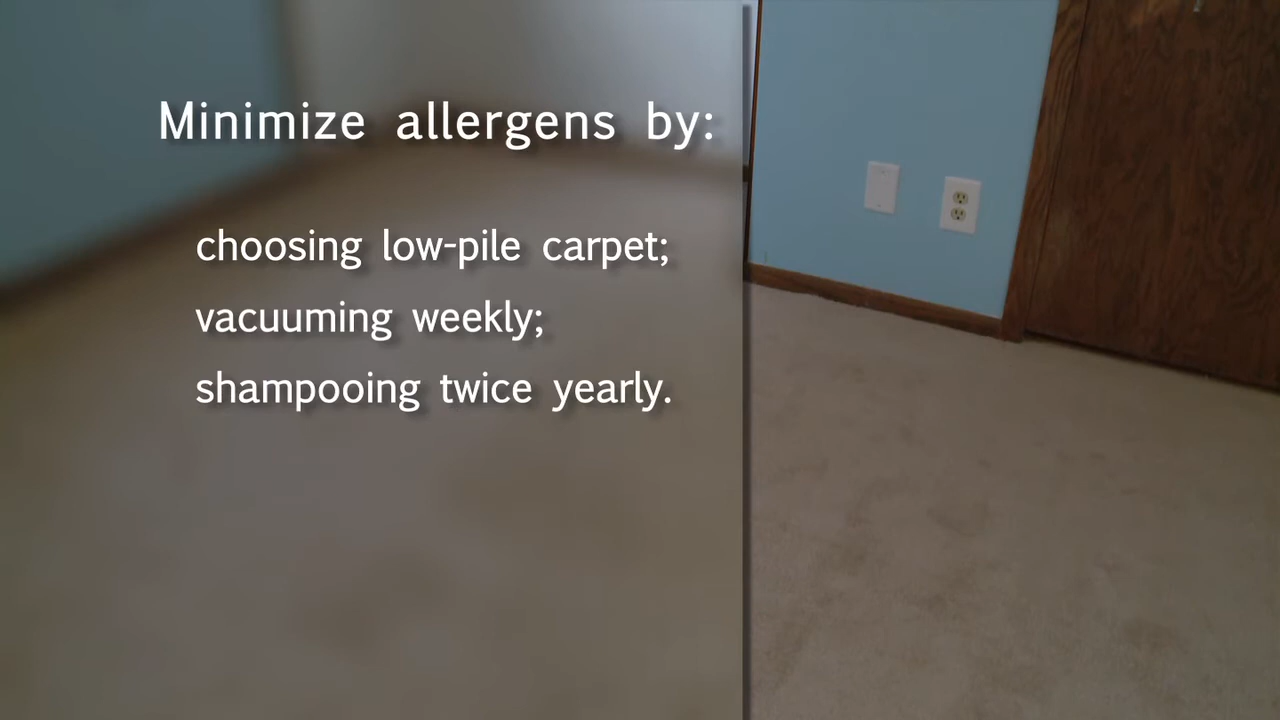 Minimize allergens by:
choosing low-pile carpet;
vacuuming weekly;
shampooing twice yearly.